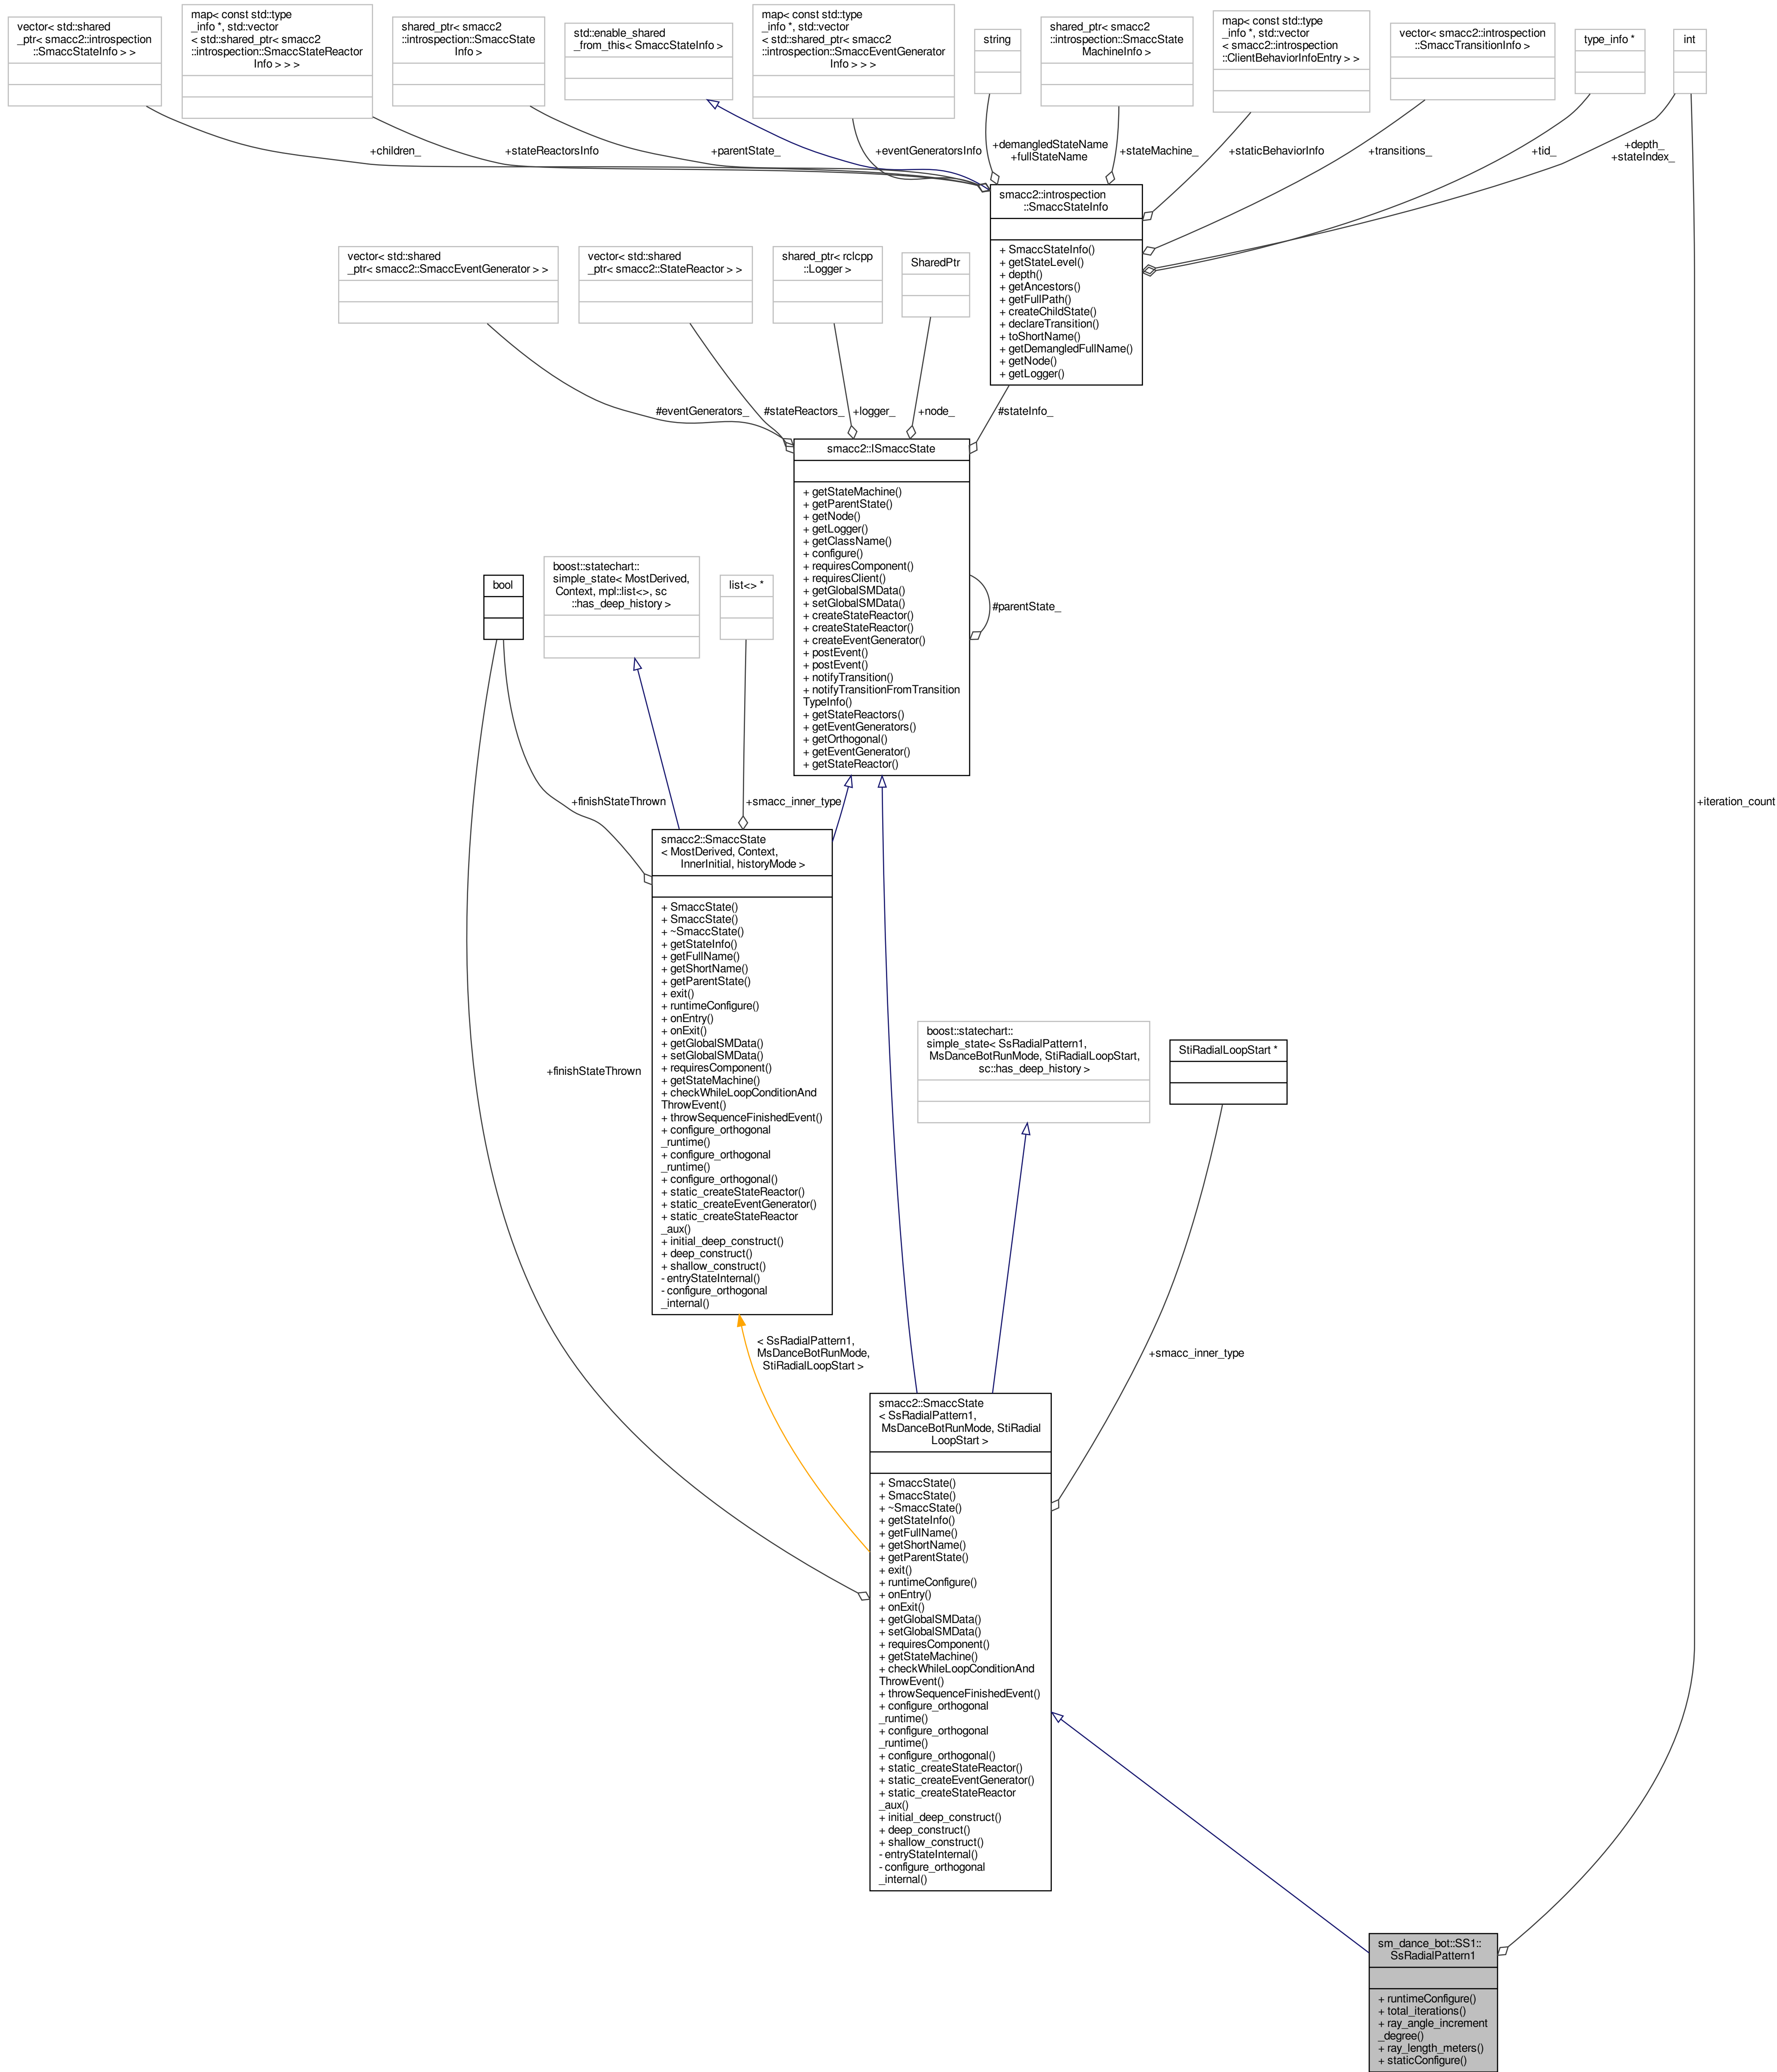 vector< std::shared
_ptr< smacc2::introspection
::SmaccStateInfo > >
map< const std::type
_info *, std::vector
< std::shared_ptr< smacc2
::introspection::SmaccStateReactor
Info > > >
shared_ptr< smacc2
::introspection::SmaccState
Info >
std::enable_shared
_from_this< SmaccStateInfo >
map< const std::type
_info *, std::vector
< std::shared_ptr< smacc2
::introspection::SmaccEventGenerator
Info > > >
string
shared_ptr< smacc2
::introspection::SmaccState
MachineInfo >
map< const std::type
_info *, std::vector
< smacc2::introspection
::ClientBehaviorInfoEntry > >
vector< smacc2::introspection
::SmaccTransitionInfo >
type_info *
int
+children_
+stateReactorsInfo
+parentState_
+eventGeneratorsInfo
+demangledStateName
+fullStateName
+stateMachine_
+staticBehaviorInfo
+transitions_
+tid_
+depth_
+stateIndex_
smacc2::introspection
::SmaccStateInfo
+ SmaccStateInfo()
+ getStateLevel()
+ depth()
+ getAncestors()
+ getFullPath()
+ createChildState()
+ declareTransition()
+ toShortName()
+ getDemangledFullName()
+ getNode()
+ getLogger()
vector< std::shared
_ptr< smacc2::SmaccEventGenerator > >
vector< std::shared
_ptr< smacc2::StateReactor > >
shared_ptr< rclcpp
::Logger >
SharedPtr
#eventGenerators_
#stateReactors_
+logger_
+node_
#stateInfo_
smacc2::ISmaccState
+ getStateMachine()
+ getParentState()
+ getNode()
+ getLogger()
+ getClassName()
+ configure()
+ requiresComponent()
+ requiresClient()
+ getGlobalSMData()
+ setGlobalSMData()
+ createStateReactor()
+ createStateReactor()
+ createEventGenerator()
+ postEvent()
+ postEvent()
+ notifyTransition()
+ notifyTransitionFromTransition
TypeInfo()
+ getStateReactors()
+ getEventGenerators()
+ getOrthogonal()
+ getEventGenerator()
+ getStateReactor()
#parentState_
bool
boost::statechart::
simple_state< MostDerived,
Context, mpl::list<>, sc
::has_deep_history >
list<> *
+finishStateThrown
+smacc_inner_type
+iteration_count
smacc2::SmaccState
< MostDerived, Context,
InnerInitial, historyMode >
+ SmaccState()
+ SmaccState()
+ ~SmaccState()
+ getStateInfo()
+ getFullName()
+ getShortName()
+ getParentState()
+ exit()
+ runtimeConfigure()
+ onEntry()
+ onExit()
+ getGlobalSMData()
+ setGlobalSMData()
+ requiresComponent()
+ getStateMachine()
+ checkWhileLoopConditionAnd
ThrowEvent()
+ throwSequenceFinishedEvent()
+ configure_orthogonal
_runtime()
+ configure_orthogonal
_runtime()
+ configure_orthogonal()
+ static_createStateReactor()
+ static_createEventGenerator()
+ static_createStateReactor
_aux()
+ initial_deep_construct()
+ deep_construct()
+ shallow_construct()
- entryStateInternal()
- configure_orthogonal
_internal()
+finishStateThrown
boost::statechart::
simple_state< SsRadialPattern1,
MsDanceBotRunMode, StiRadialLoopStart,
sc::has_deep_history >
StiRadialLoopStart *
< SsRadialPattern1,
MsDanceBotRunMode,
StiRadialLoopStart >
+smacc_inner_type
smacc2::SmaccState
< SsRadialPattern1,
MsDanceBotRunMode, StiRadial
LoopStart >
+ SmaccState()
+ SmaccState()
+ ~SmaccState()
+ getStateInfo()
+ getFullName()
+ getShortName()
+ getParentState()
+ exit()
+ runtimeConfigure()
+ onEntry()
+ onExit()
+ getGlobalSMData()
+ setGlobalSMData()
+ requiresComponent()
+ getStateMachine()
+ checkWhileLoopConditionAnd
ThrowEvent()
+ throwSequenceFinishedEvent()
+ configure_orthogonal
_runtime()
+ configure_orthogonal
_runtime()
+ configure_orthogonal()
+ static_createStateReactor()
+ static_createEventGenerator()
+ static_createStateReactor
_aux()
+ initial_deep_construct()
+ deep_construct()
+ shallow_construct()
- entryStateInternal()
- configure_orthogonal
_internal()
sm_dance_bot::SS1::
SsRadialPattern1
+ runtimeConfigure()
+ total_iterations()
+ ray_angle_increment
_degree()
+ ray_length_meters()
+ staticConfigure()